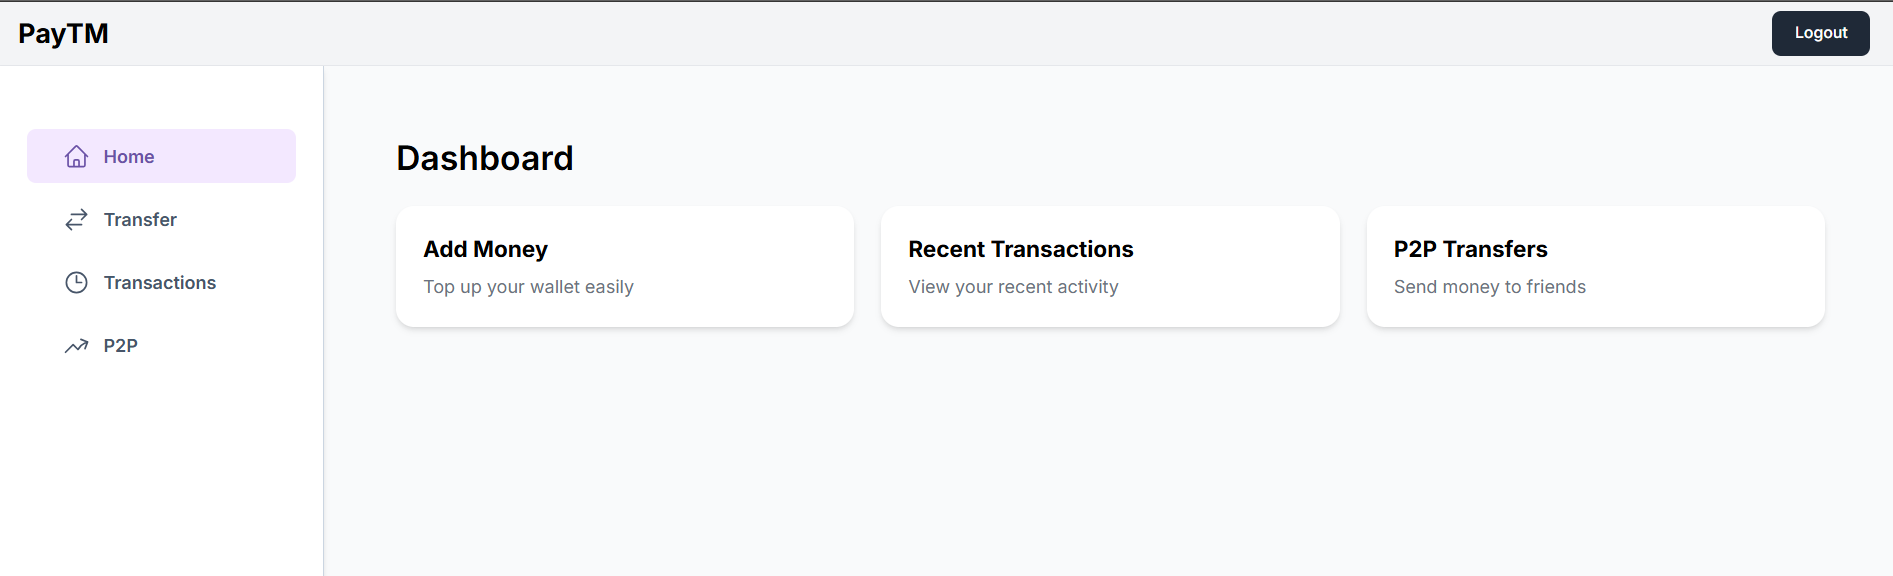 PayTM
Logout
Home
Transfer
Transactions
P2P
Dashboard
Add Money
Top up your wallet easily
Recent Transactions
View your recent activity
P2P Transfers
Send money to friends